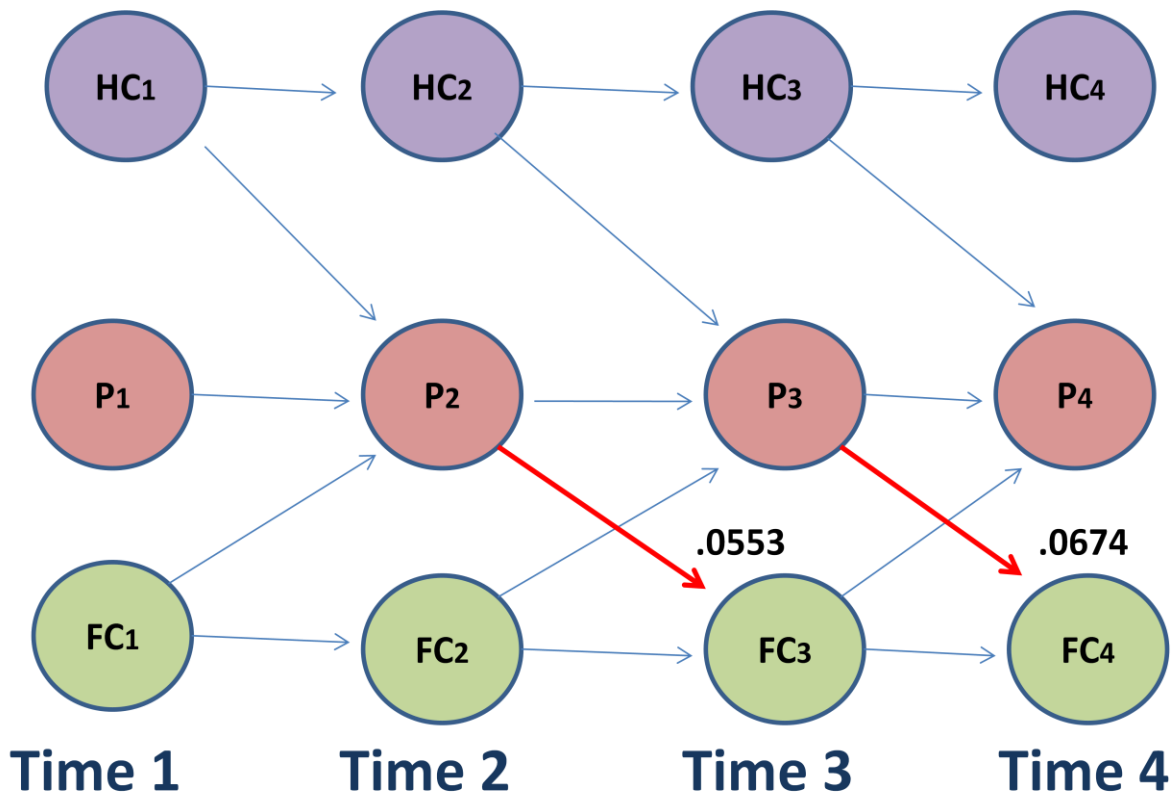 HC1 HC2 HC3 HC4
P1 P2 P3 P4
.0553 .0674
FC1 FC2 FC3 FC4
Time 1 Time 2 Time 3 Time 4